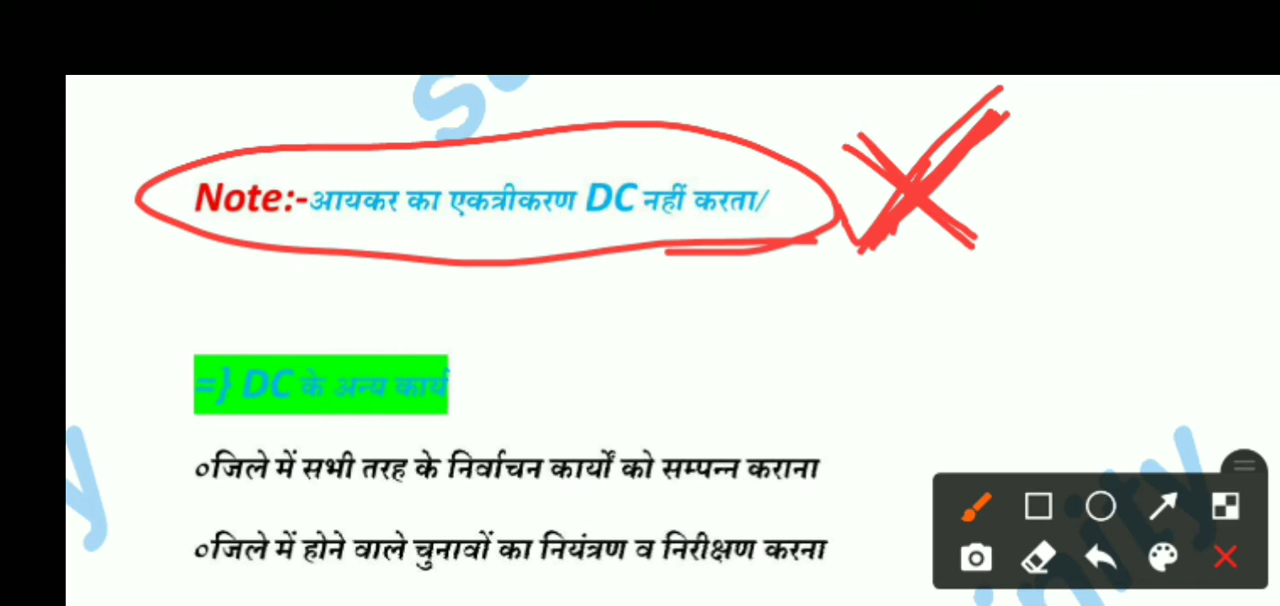 Note:-आयकर का एकत्रीकरण DC नहीं करता/
=} DC के अन्य कार्य
०जिले में सभी तरह के निर्वाचन कार्यों को सम्पन्न कराना
०जिले में होने वाले चुनावों का नियंत्रण व निरीक्षण करना